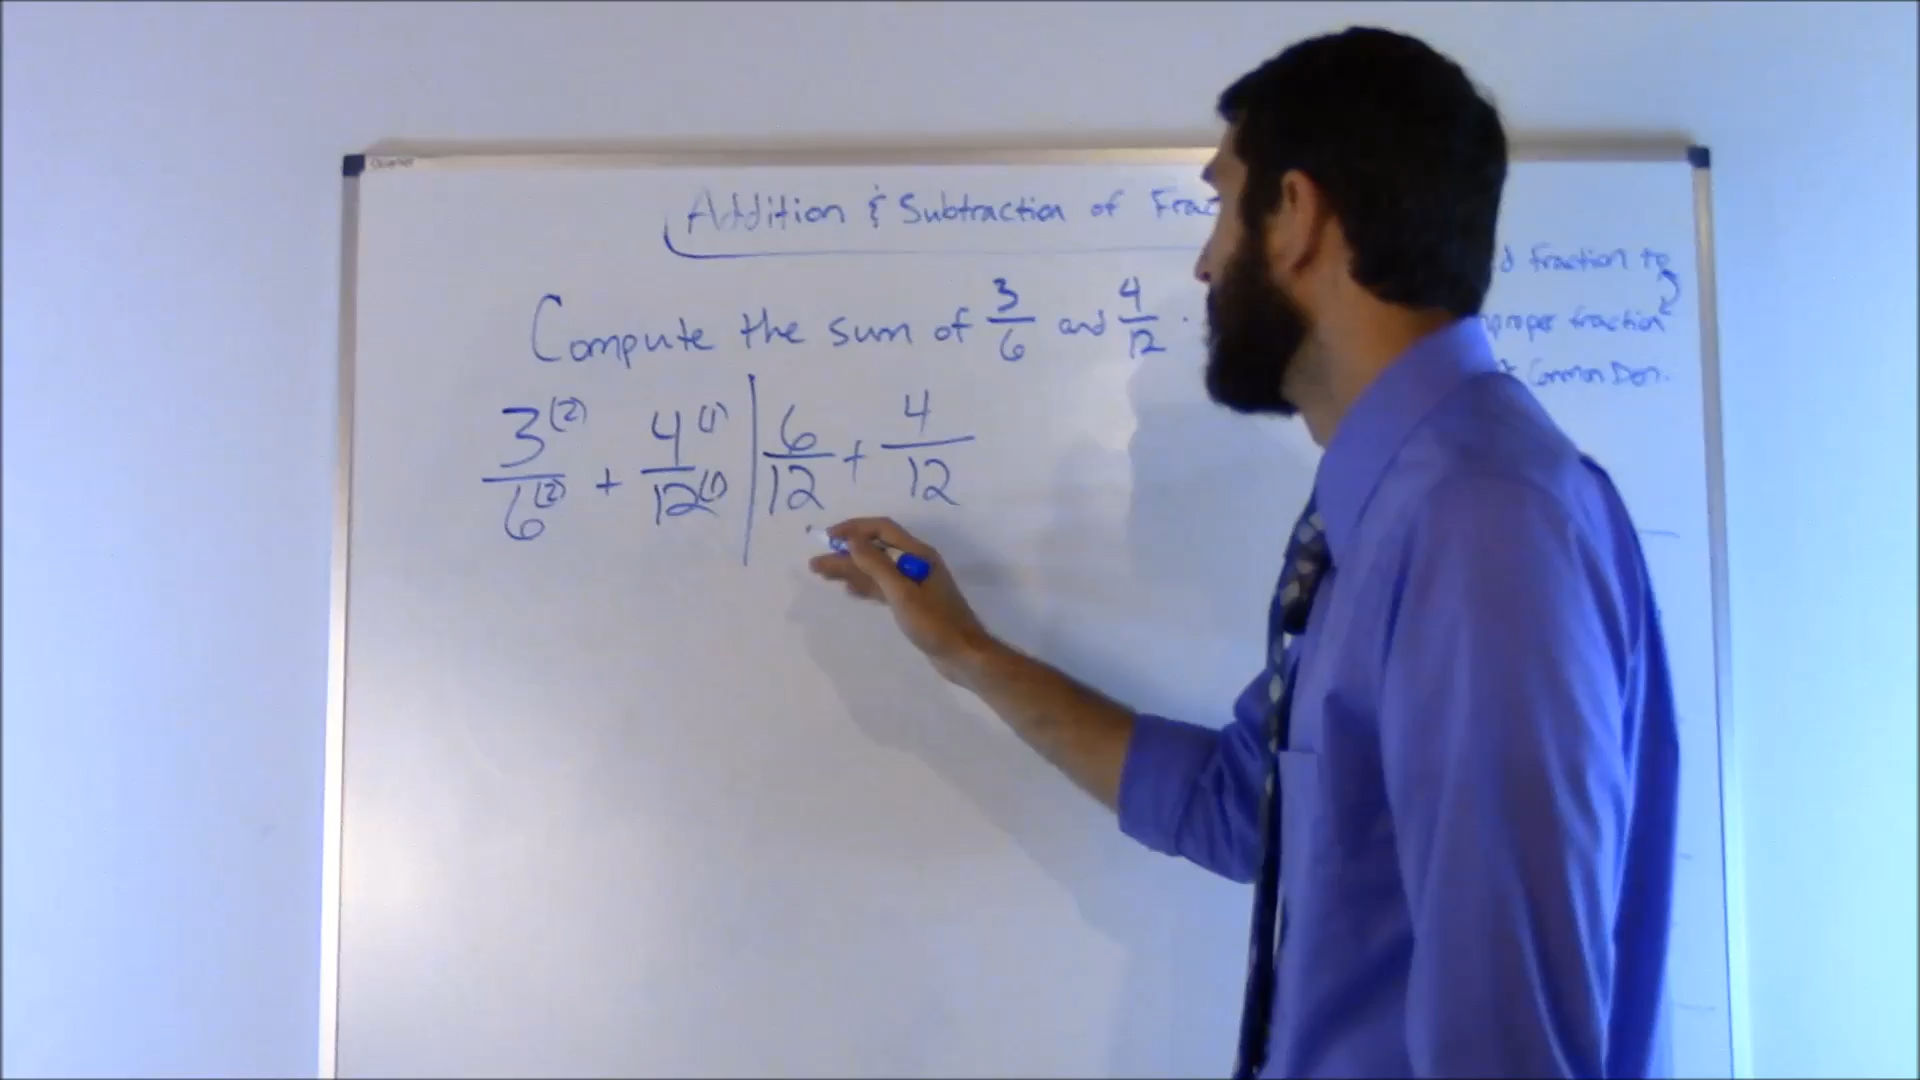 Addition & Subtraction of Frac
Compute the sum of 3/6 and 4/12.
3(2)/6(2) + 4(1)/12(1) | 6/12 + 4/12
d fraction to
mproper fraction
Common Den.